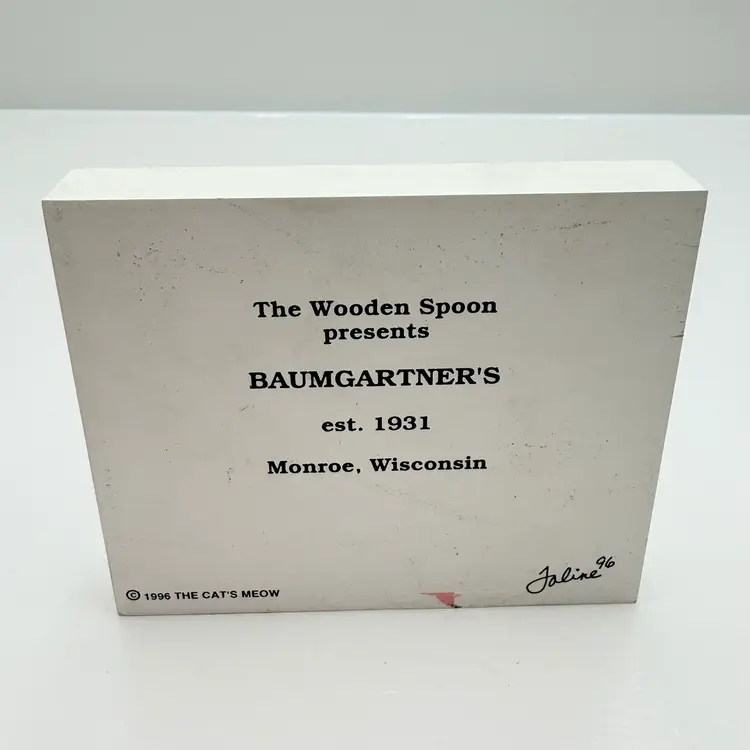 The Wooden Spoon
presents
BAUMGARTNER'S
est. 1931
Monroe, Wisconsin
© 1996 THE CAT'S MEOW
Faline 96